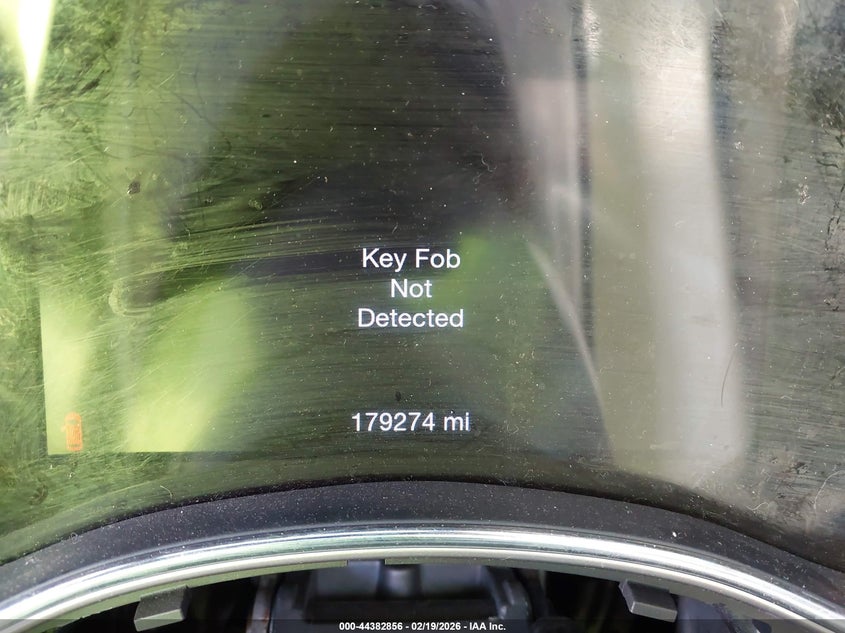 Key Fob
Not
Detected
179274 mi
000-44382856 - 02/19/2026 - IAA Inc.